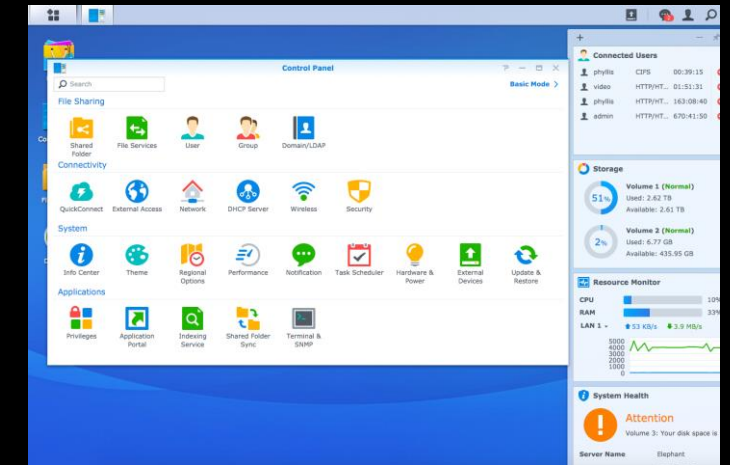 Control Panel
Search
Basic Mode
File Sharing
Shared Folder
File Services
User
Group
Domain/LDAP
Connectivity
QuickConnect
External Access
Network
DHCP Server
Wireless
Security
System
Info Center
Theme
Regional Options
Performance
Notification
Task Scheduler
Hardware & Power
External Devices
Update & Restore
Applications
Privileges
Application Portal
Indexing Service
Shared Folder Sync
Terminal & SNMP
Connected Users
phyllis CIFS 00:39:15
video HTTP/HT... 01:51:31
phyllis HTTP/HT... 163:08:40
admin HTTP/HT... 670:41:50
Storage
51%
Volume 1 (Normal)
Used: 2.62 TB
Available: 2.61 TB
2%
Volume 2 (Normal)
Used: 6.77 GB
Available: 435.95 GB
Resource Monitor
CPU 10%
RAM 33%
LAN 1 53 KB/s 3.9 MB/s
5000
4000
3000
2000
1000
0
System Health
Attention
Volume 3: Your disk space is
Server Name Elephant